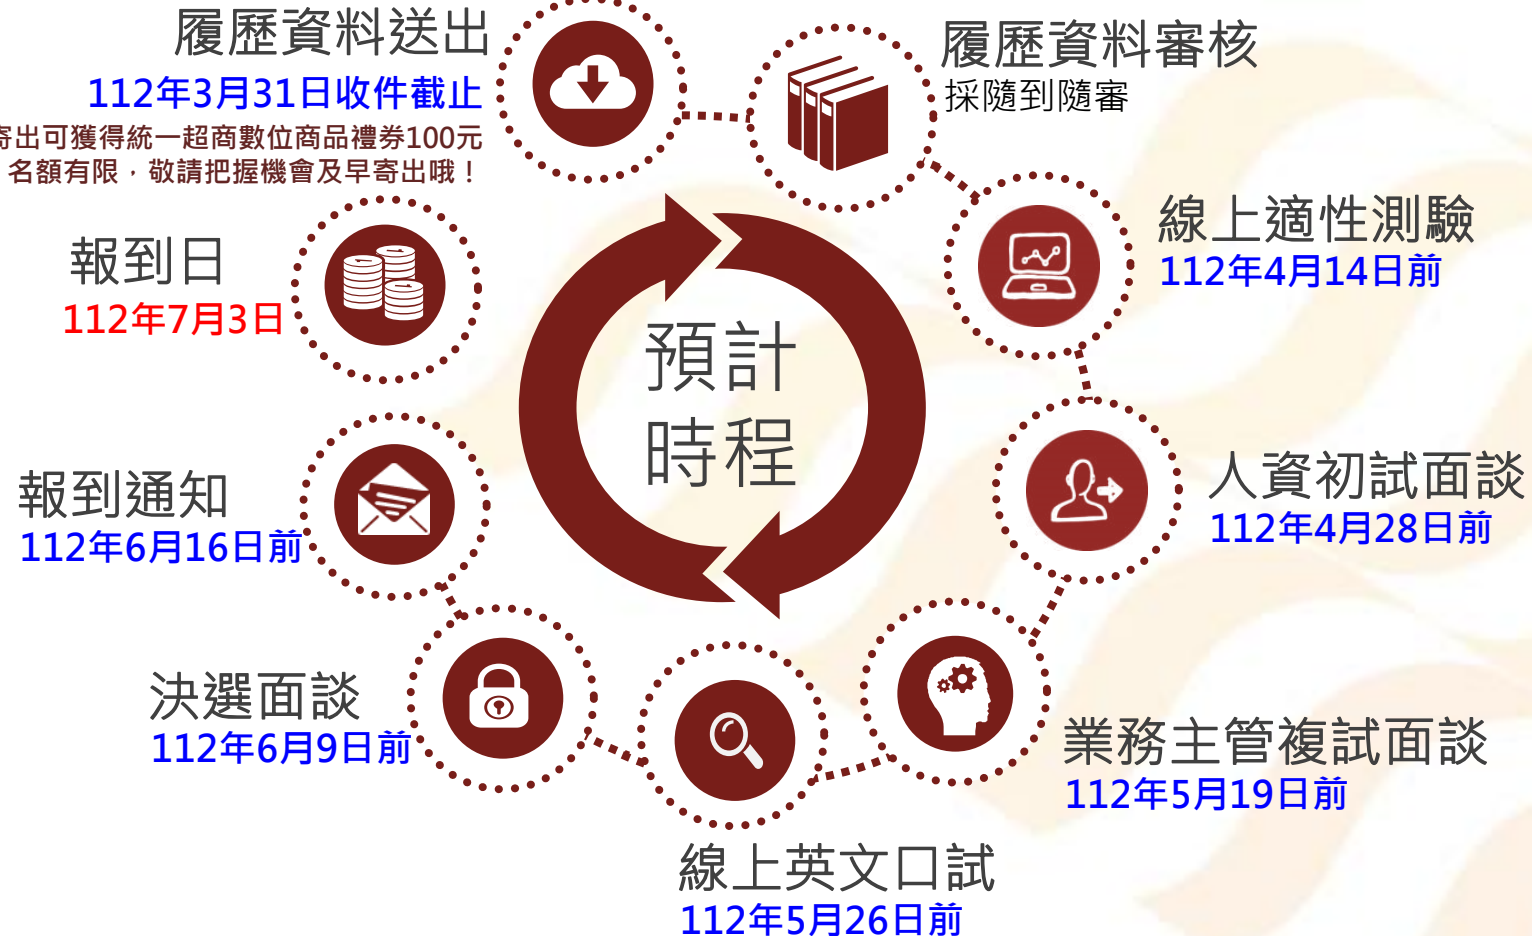 履歷資料送出
112年3月31日收件截止
寄出可獲得統一超商數位商品禮券100元
名額有限，敬請把握機會及早寄出哦！
履歷資料審核
採隨到隨審
線上適性測驗
112年4月14日前
人資初試面談
112年4月28日前
業務主管複試面談
112年5月19日前
線上英文口試
112年5月26日前
決選面談
112年6月9日前
報到通知
112年6月16日前
報到日
112年7月3日
預計
時程